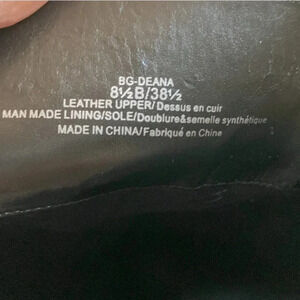 BG-DEANA
8½B/38½
LEATHER UPPER/Dessus en cuir
MAN MADE LINING/SOLE/Doublure&semelle synthétique
MADE IN CHINA/Fabriqué en Chine